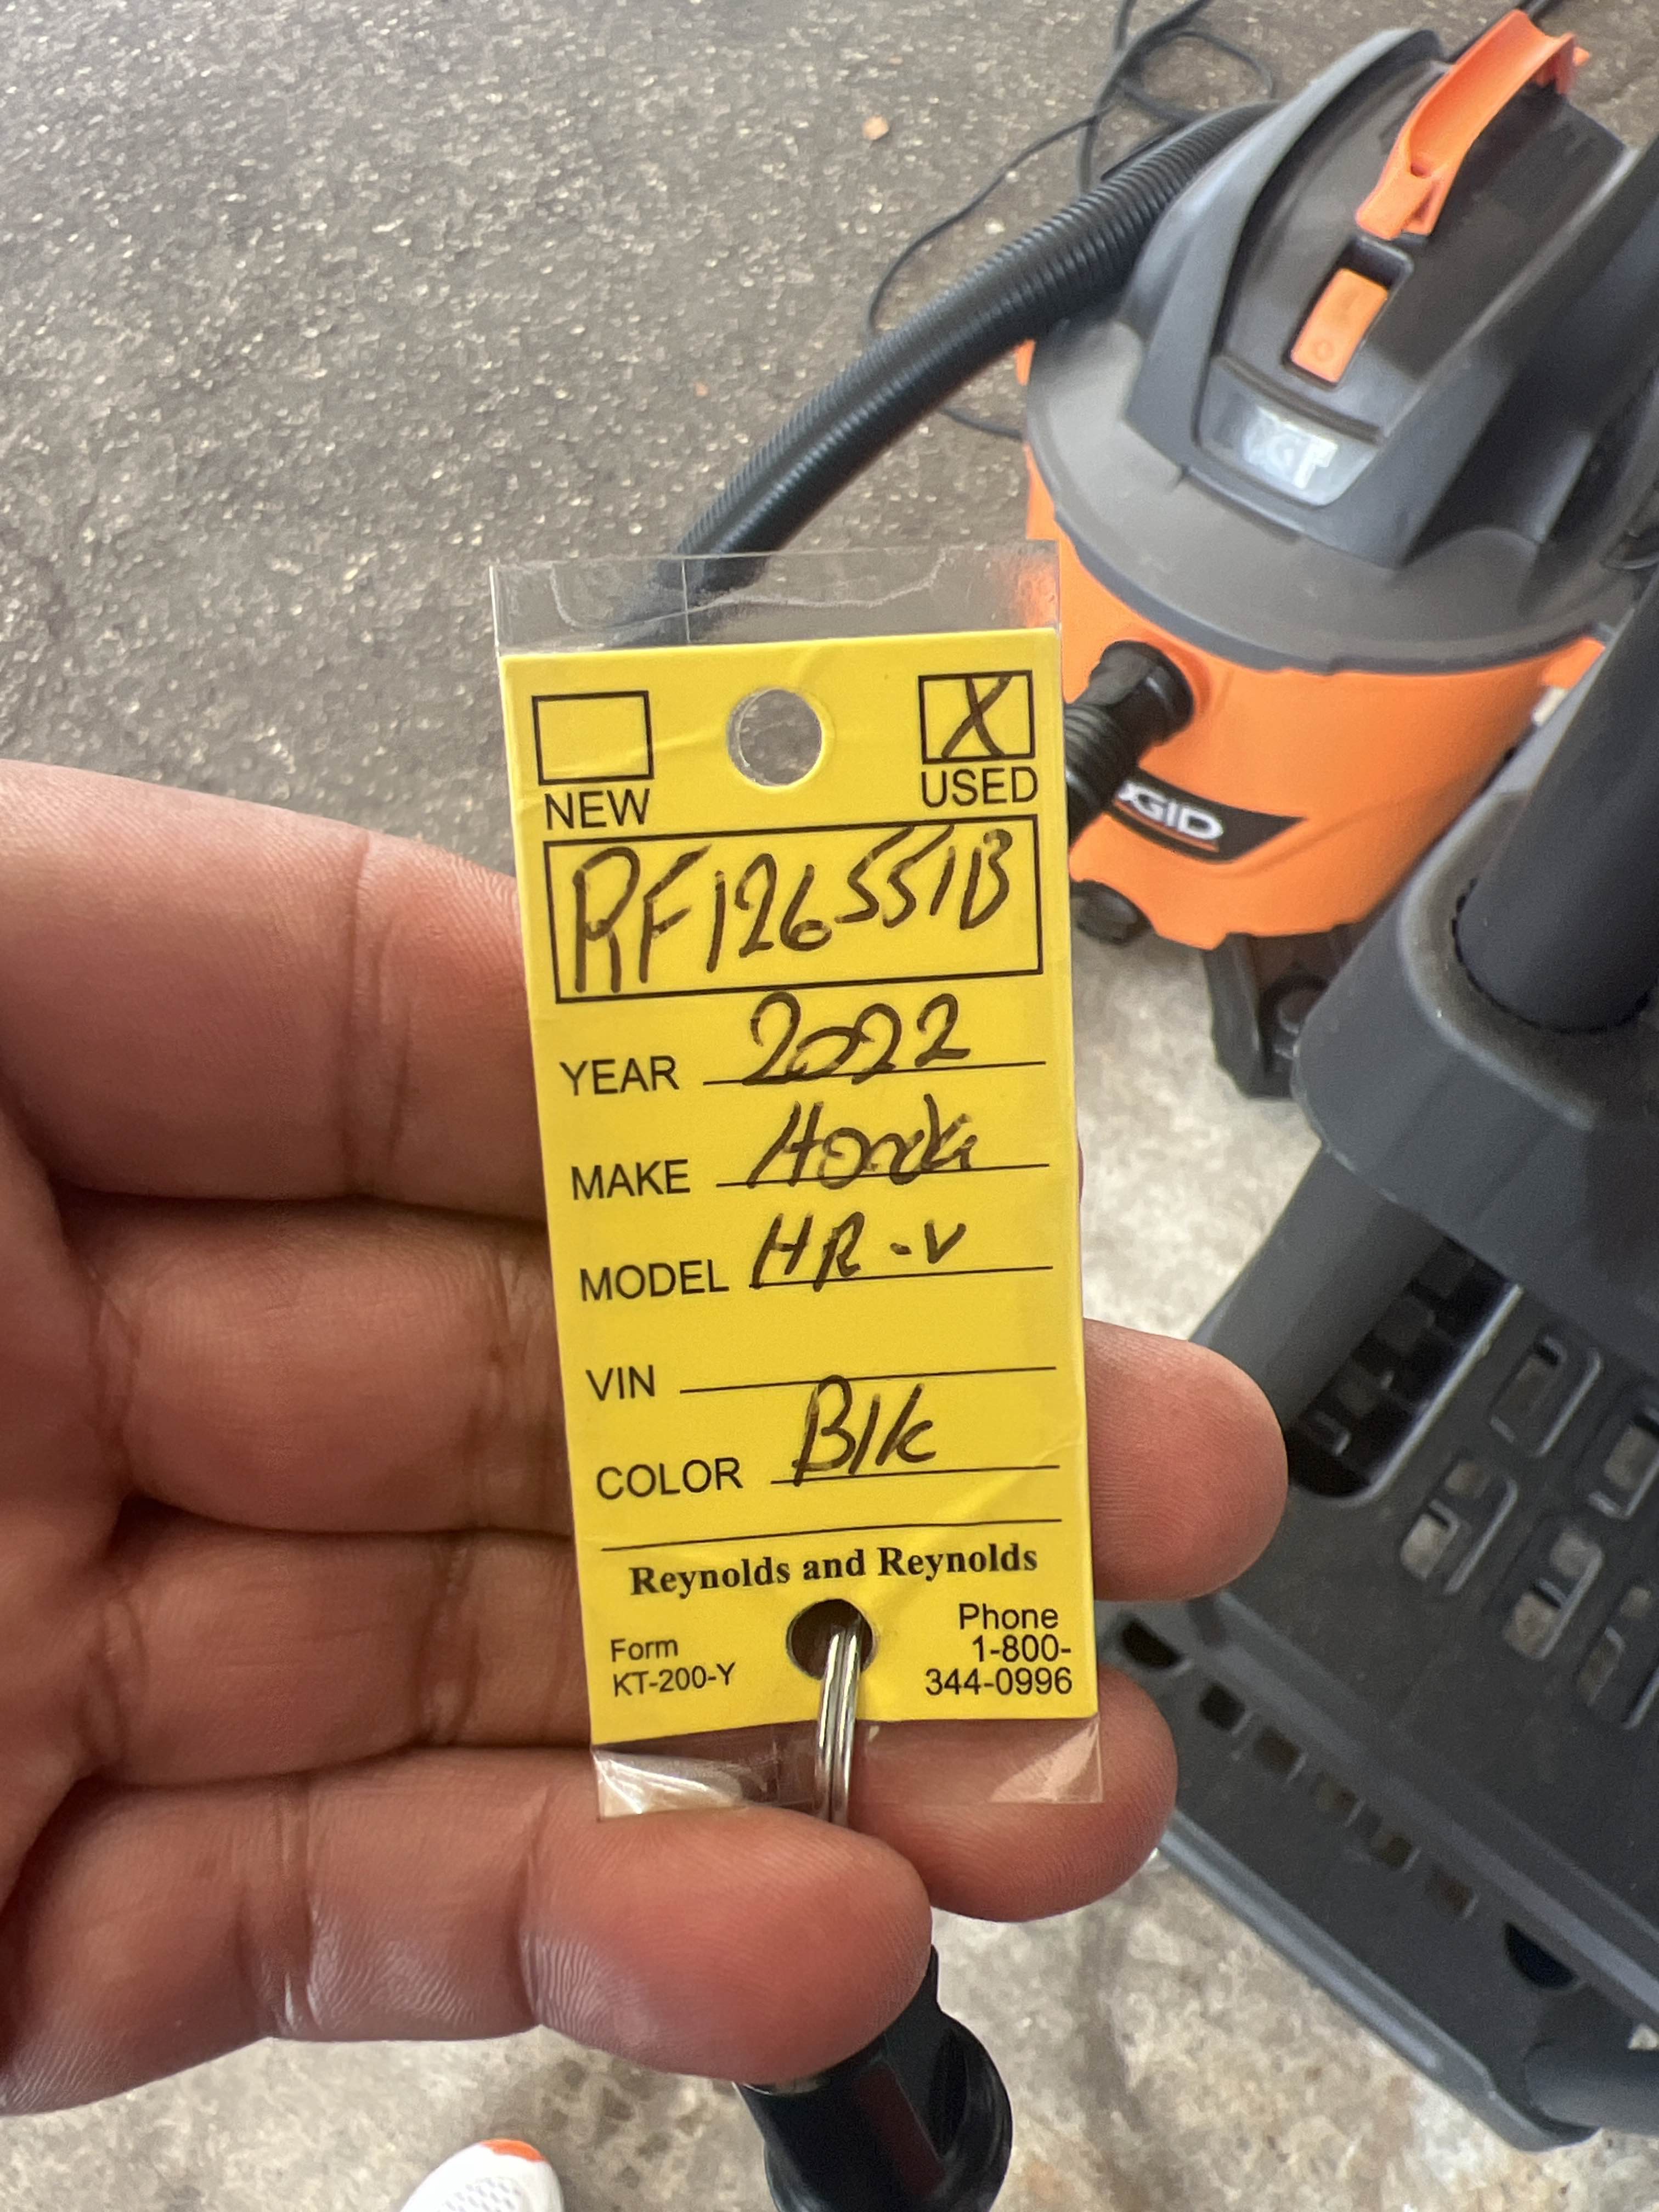 X
NEW
USED
RF126551B
YEAR 2022
MAKE Honda
MODEL HR-V
VIN
COLOR Blk
Reynolds and Reynolds
Form
KT-200-Y
Phone
1-800-
344-0996